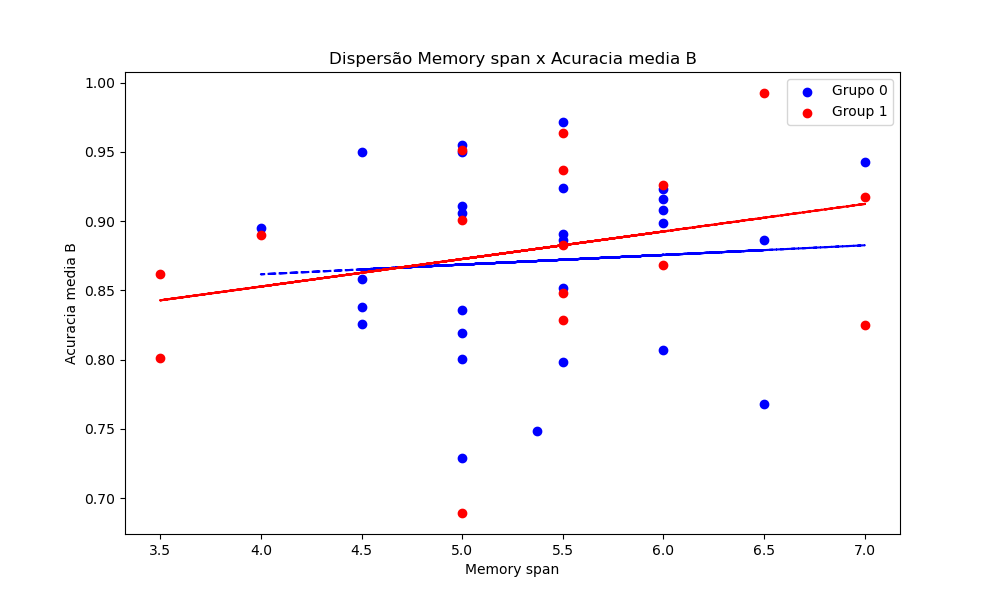 Dispersão Memory span x Acuracia media B
Grupo 0
Group 1
Acuracia media B
1.00
0.95
0.90
0.85
0.80
0.75
0.70
3.5 4.0 4.5 5.0 5.5 6.0 6.5 7.0
Memory span